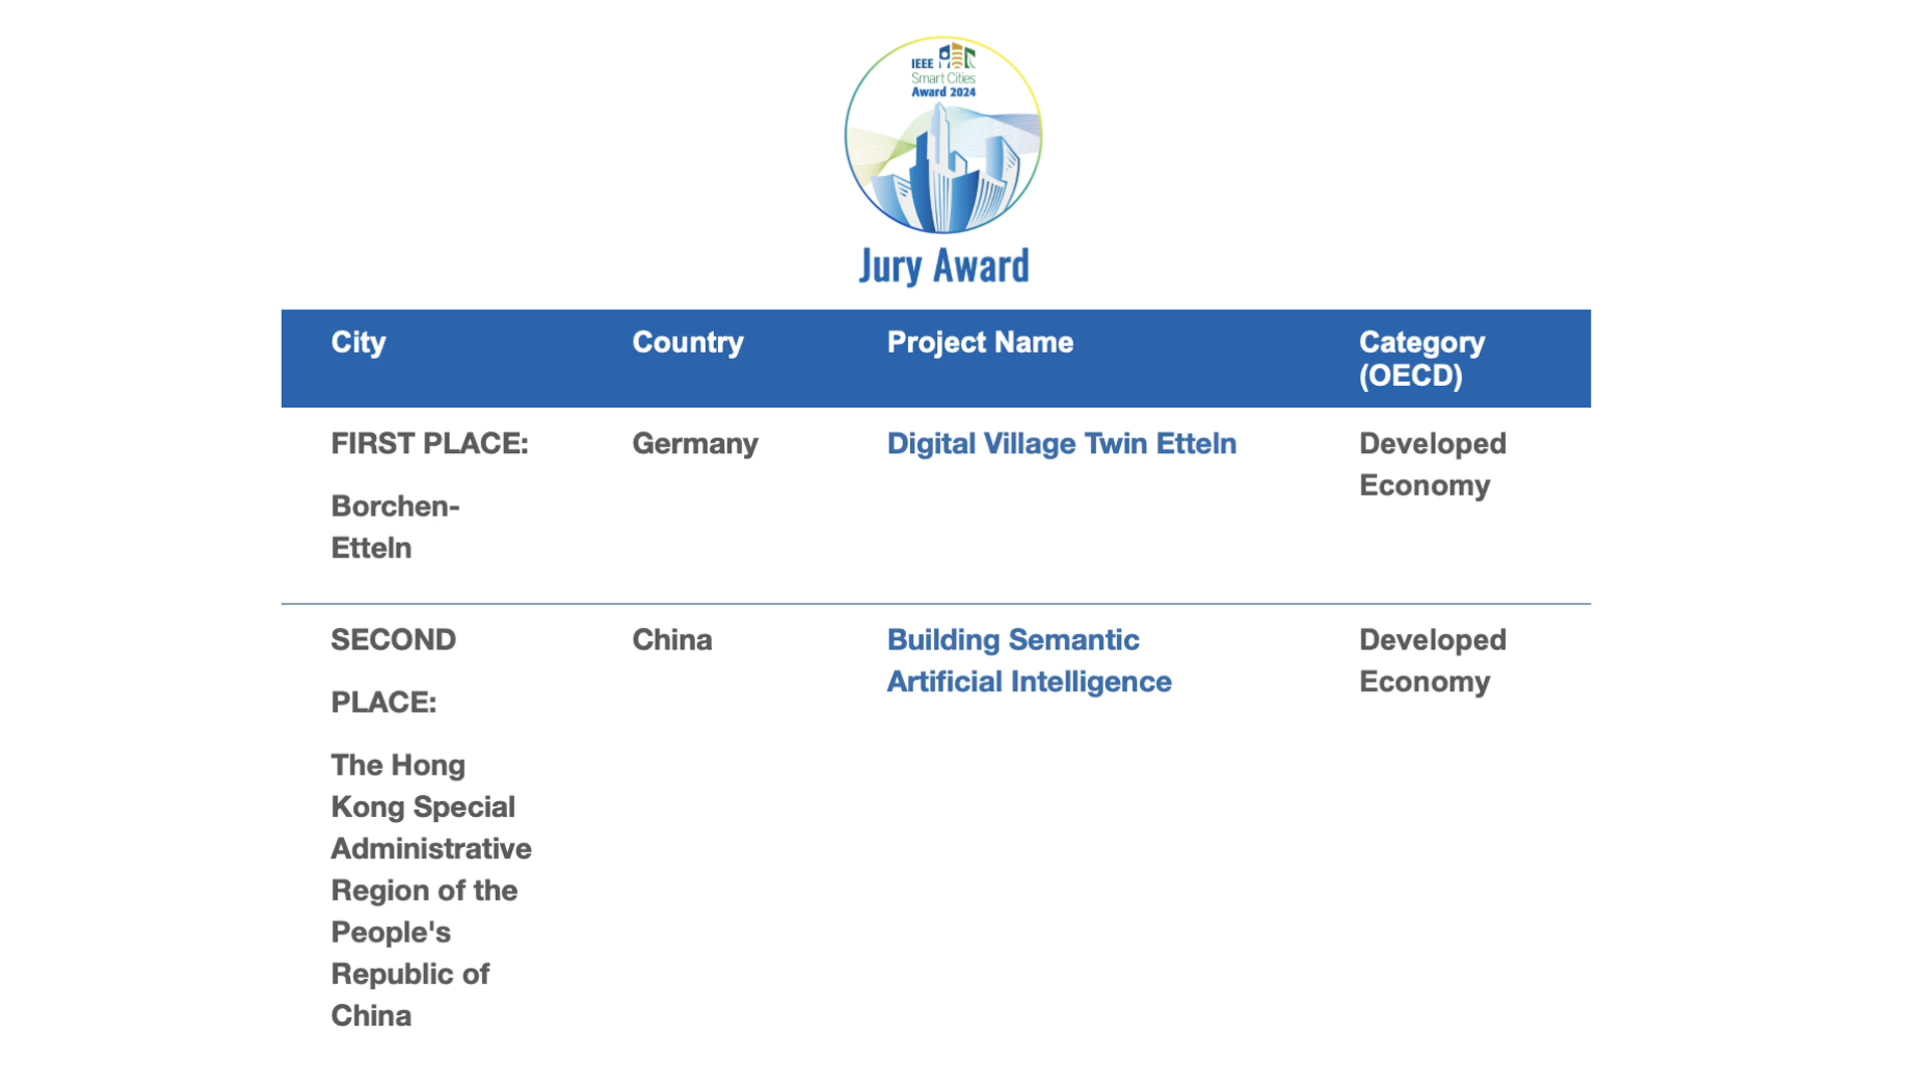 IEEE
Smart Cities
Award 2024
Jury Award
City
Country
Project Name
Category
(OECD)
FIRST PLACE:
Borchen-
Etteln
Germany
Digital Village Twin Etteln
Developed
Economy
SECOND
PLACE:
The Hong
Kong Special
Administrative
Region of the
People's
Republic of
China
China
Building Semantic
Artificial Intelligence
Developed
Economy